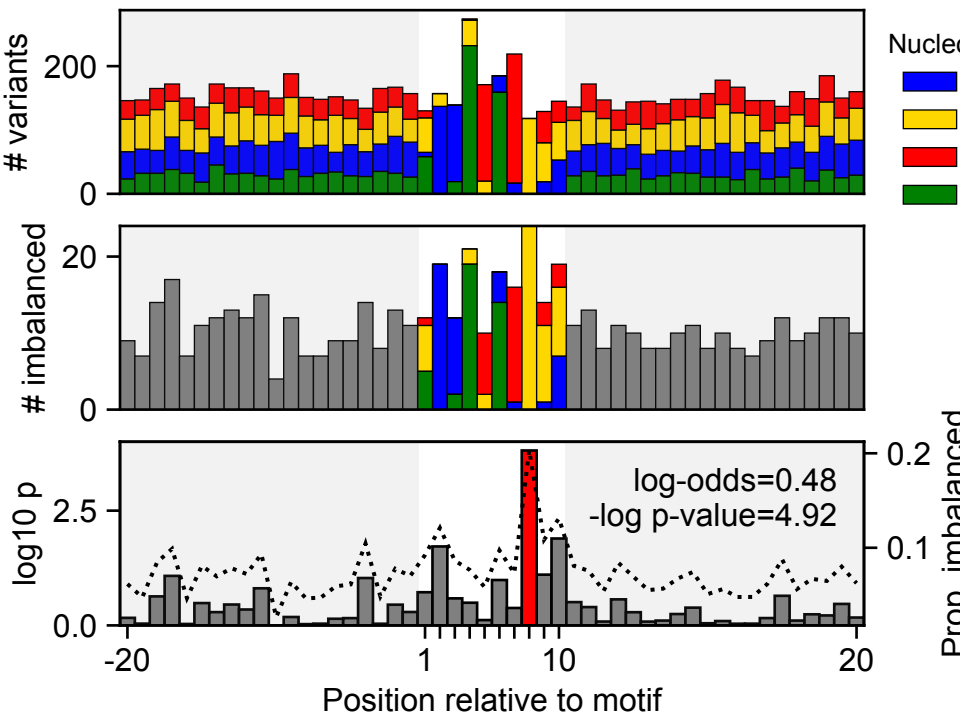 # variants
200
0
Nucleo
# imbalanced
20
0
log10 p
2.5
0.0
log-odds=0.48
-log p-value=4.92
0.2
0.1
Prop. imbalanced
-20
1
10
20
Position relative to motif